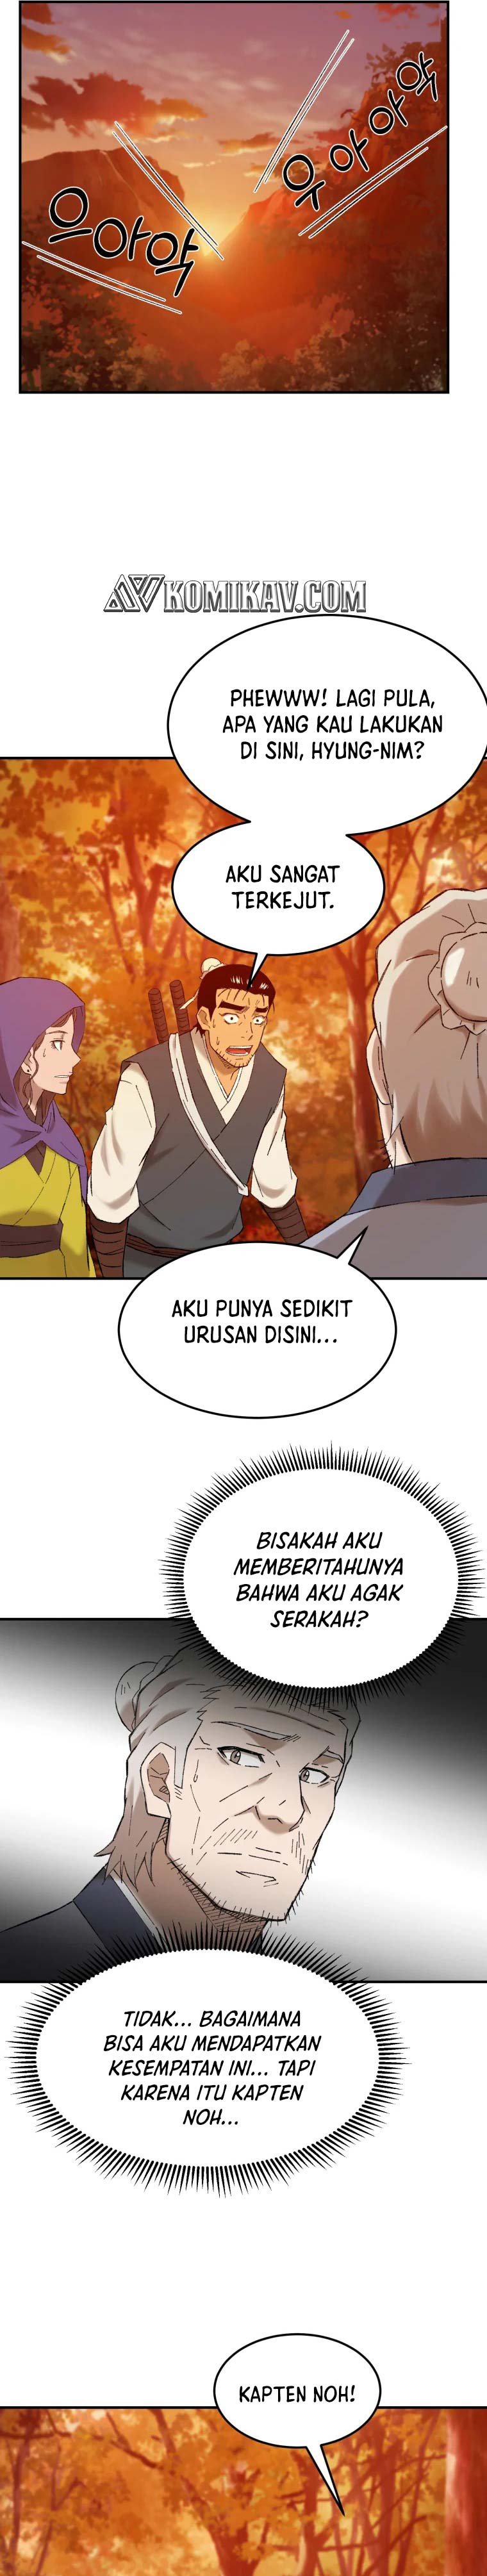 으아악
으아아악
KOMIKAV.COM
PHEWWW! LAGI PULA,
APA YANG KAU LAKUKAN
DI SINI, HYUNG-NIM?
AKU SANGAT
TERKEJUT.
AKU PUNYA SEDIKIT
URUSAN DISINI...
BISAKAH AKU
MEMBERITAHUNYA
BAHWA AKU AGAK
SERAKAH?
TIDAK... BAGAIMANA
BISA AKU MENDAPATKAN
KESEMPATAN INI... TAPI
KARENA ITU KAPTEN
NOH...
KAPTEN NOH!